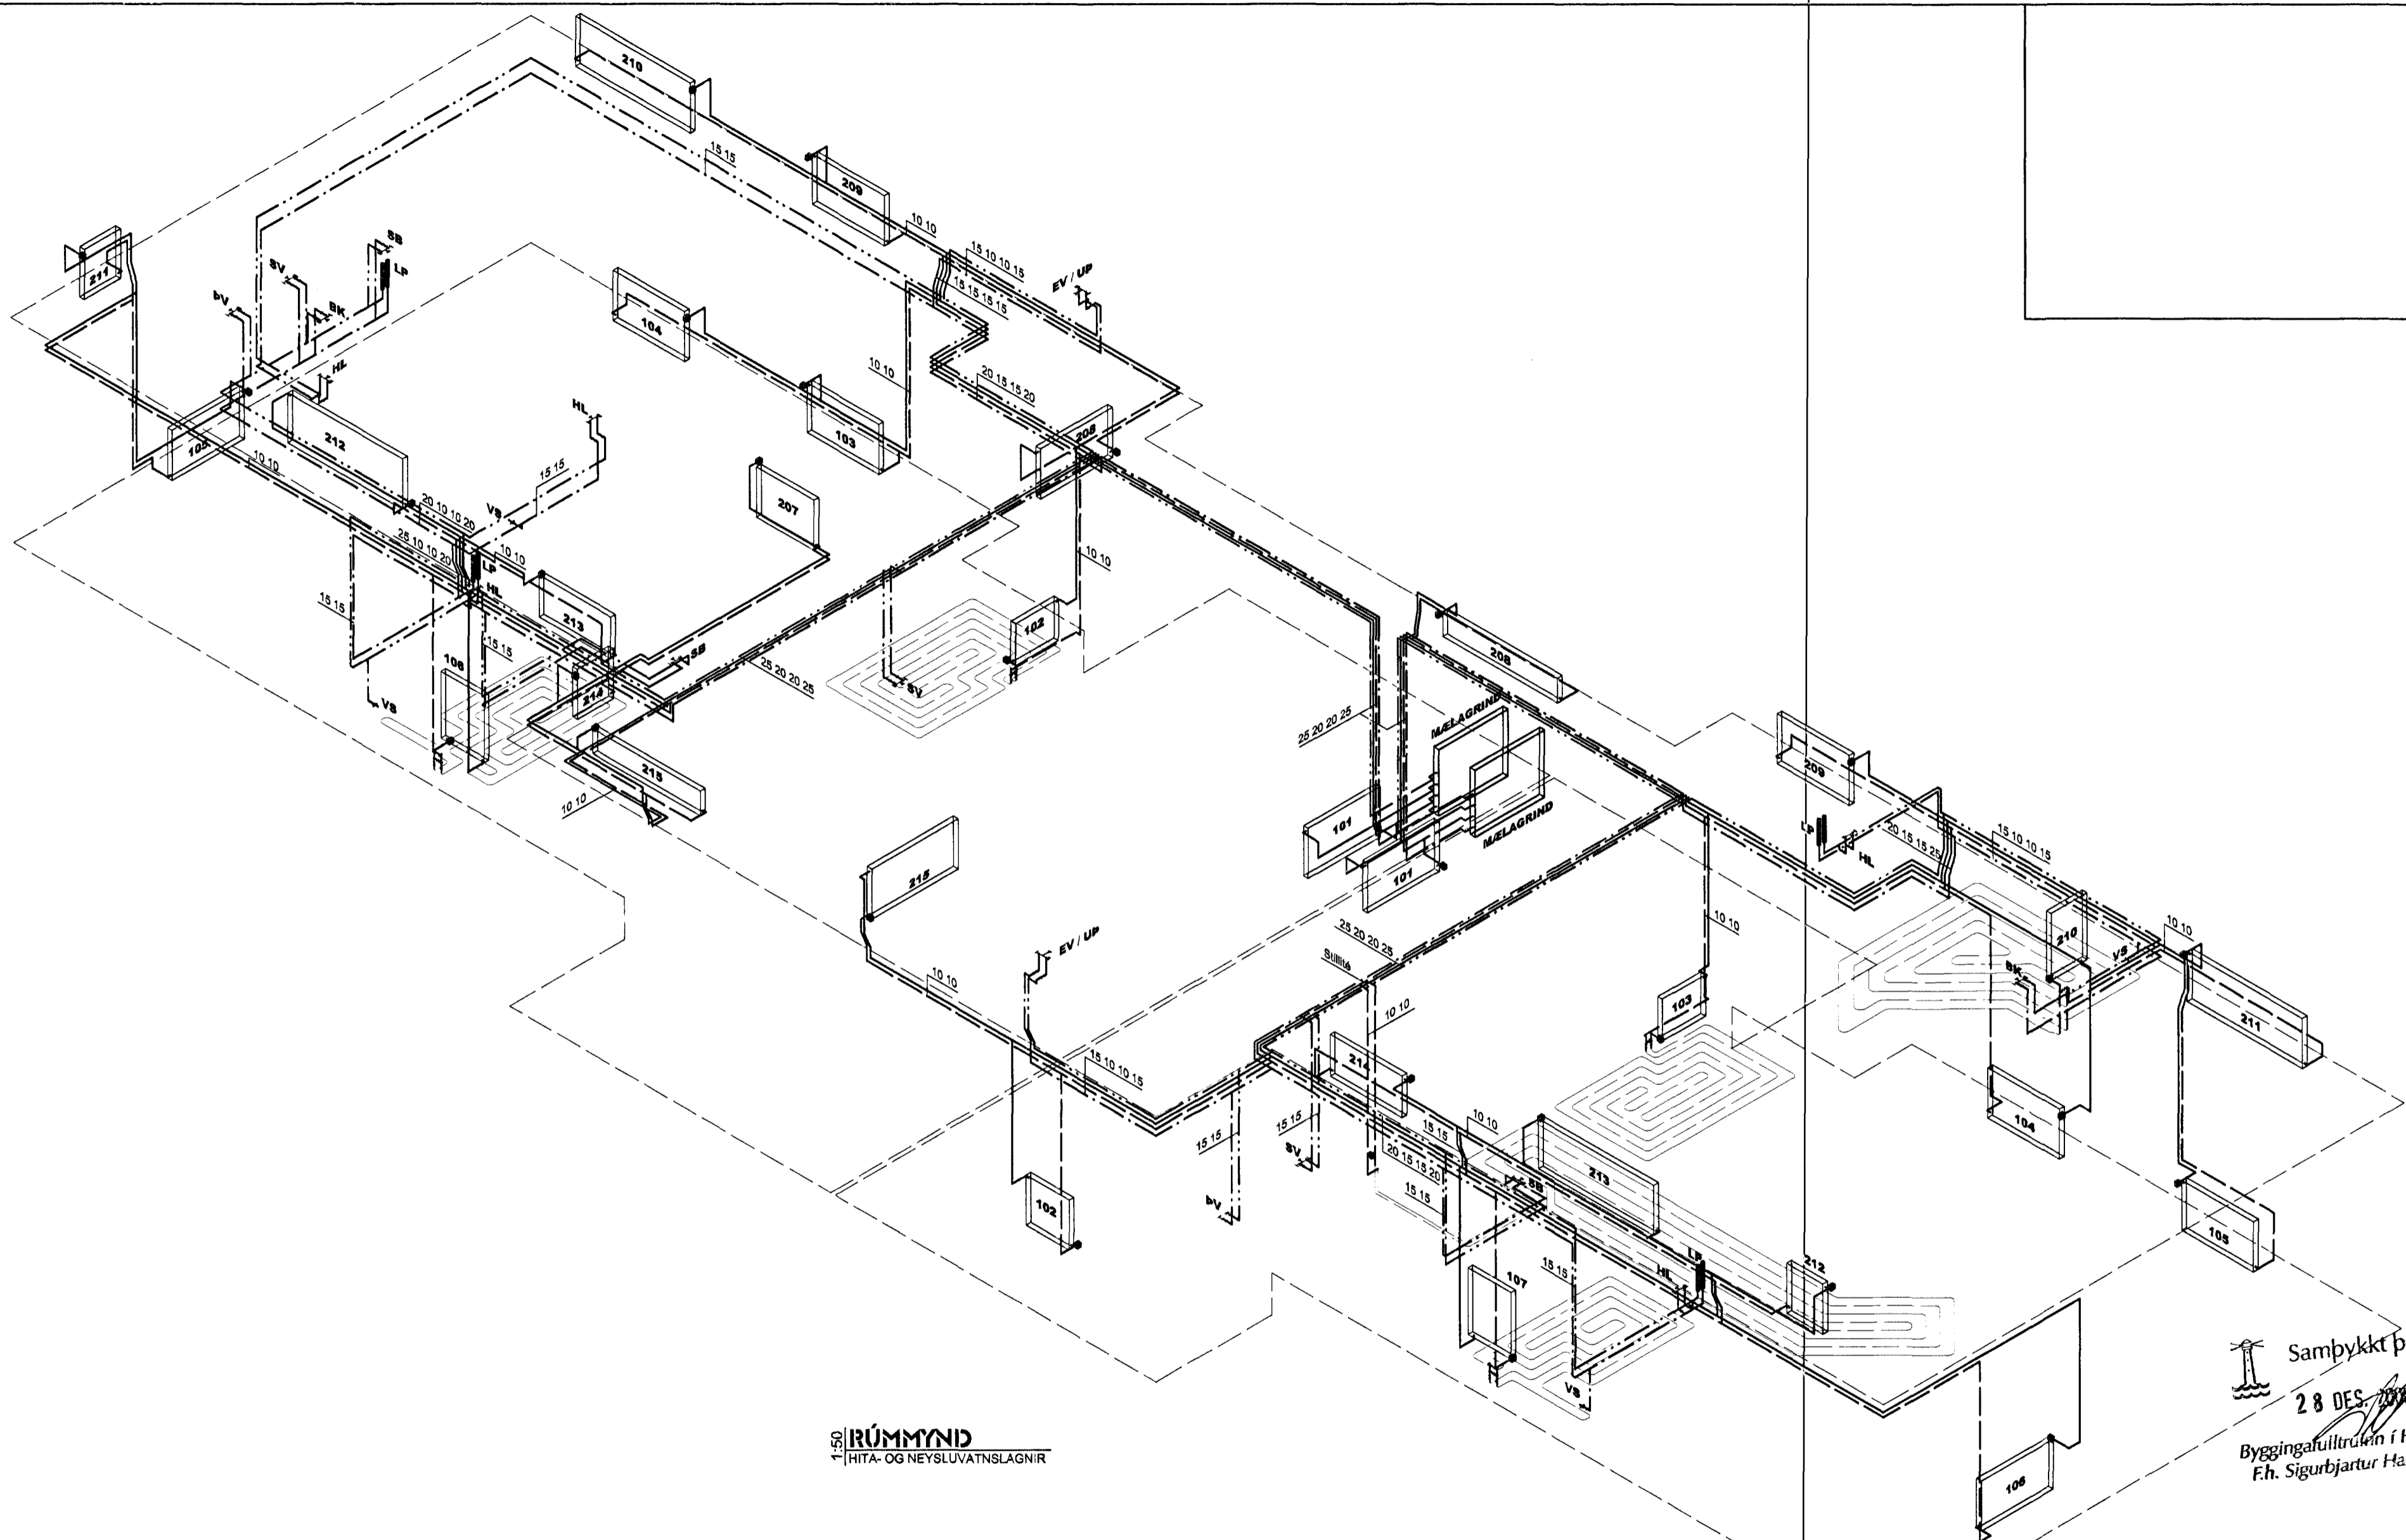 210
15 15
209
10 10
15 10 10 15
15 15 15 15
EV / UP
SB
LP
SV
211
ÞV
BK
HL
104
10 10
20 15 15 20
105
212
10 10
103
208
HL
15 15
VS
207
20 10 10 20
25 10 10 20
10 10
LP
HL
213
15 15
15 15
106
SB
214
VS
25 20 20 25
SV
102
10 10
215
10 10
208
MÆLAGRIND
25 20 20 25
MÆLAGRIND
101
101
209
LP
HL
20 15 15 25
15 10 10 15
210
VS
BK
10 10
211
215
EV / UP
10 10
25 20 20 25
Stillité
10 10
10 10
103
104
105
15 10 10 15
214
15 15
SV
15 15
ÞV
102
10 10
15 15
20 15 15 20
15 15
SB
213
107
15 15
HL
LP
212
VS
106
1:50
RÚMMYND
HITA- OG NEYSLUVATNSLAGNIR
Samþykkt þ
28 DES.
Byggingafulltrúinn í H
F.h. Sigurbjartur Ha